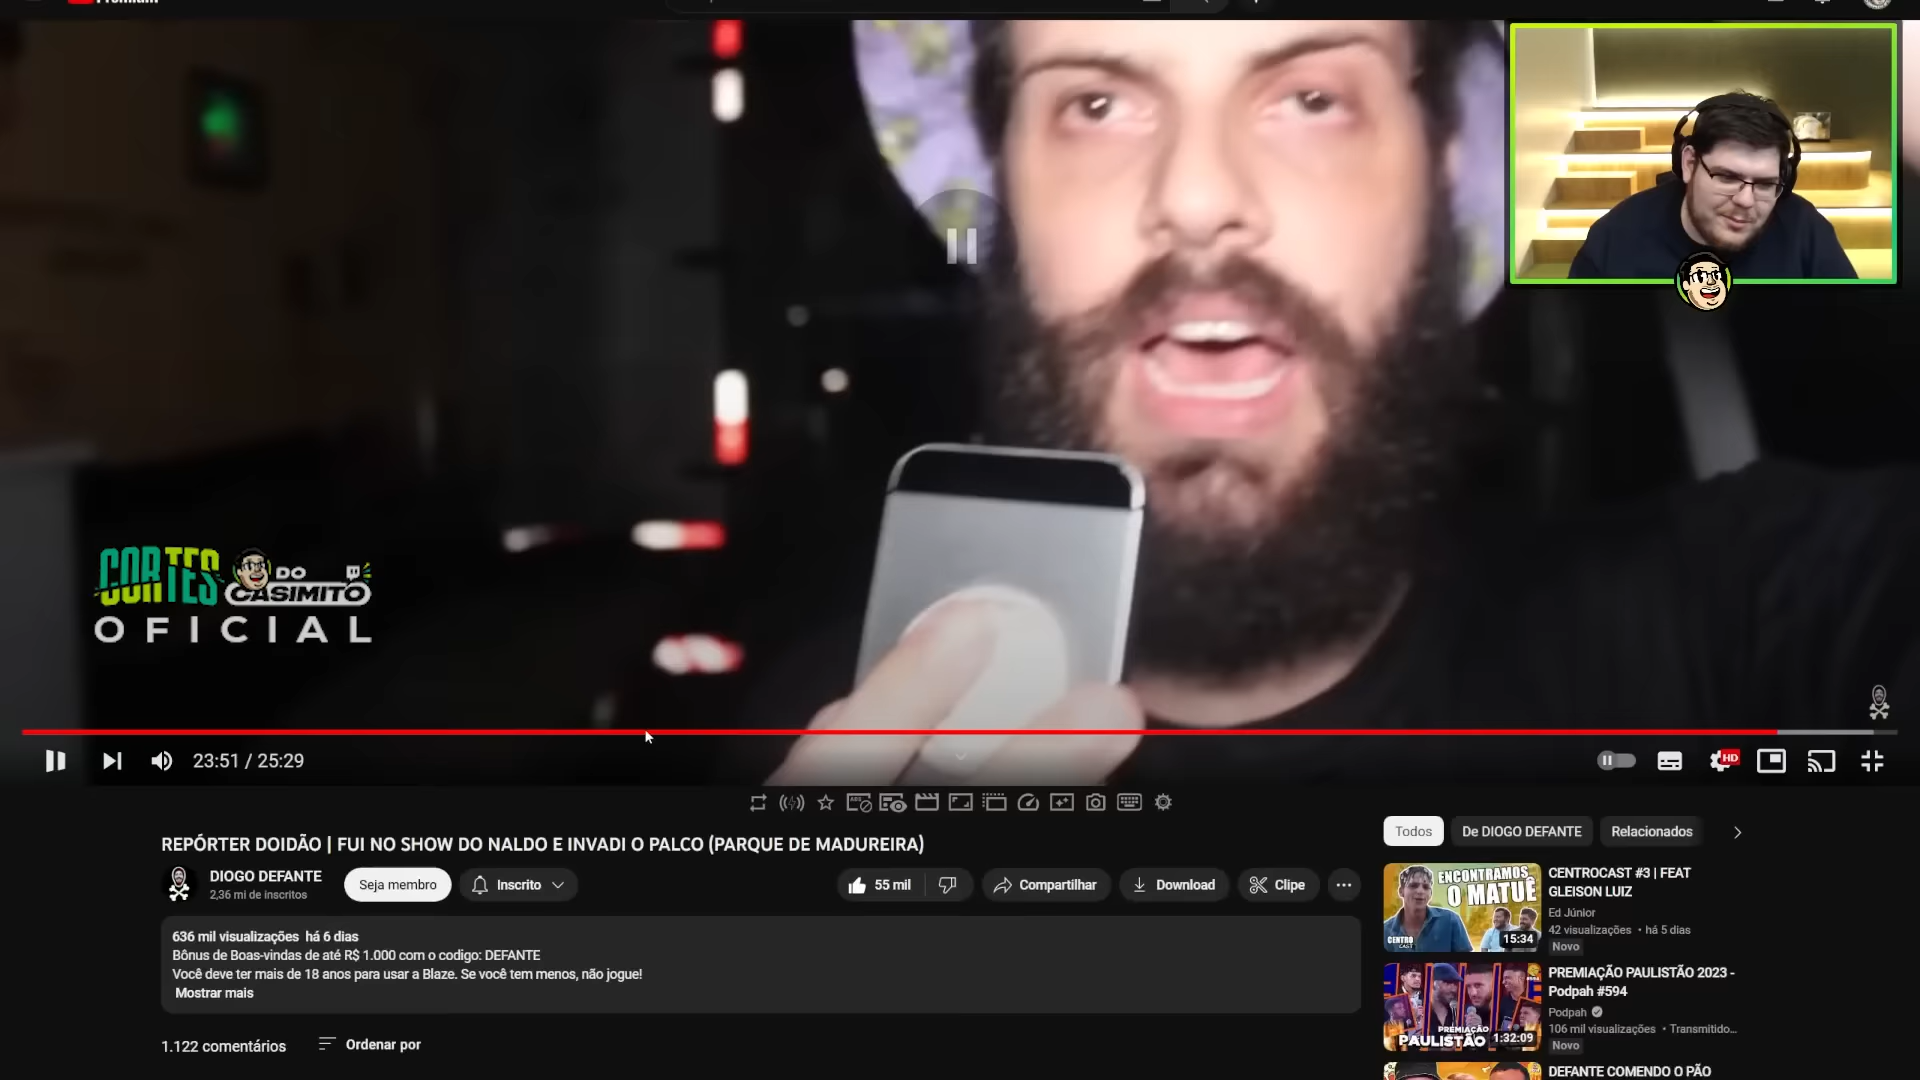 CORTES DO CASIMITO
OFICIAL
23:51 / 25:29
HD
REPÓRTER DOIDÃO | FUI NO SHOW DO NALDO E INVADI O PALCO (PARQUE DE MADUREIRA)
DIOGO DEFANTE
2,36 mi de inscritos
Seja membro
Inscrito
55 mil
Compartilhar
Download
Clipe
636 mil visualizações há 6 dias
Bônus de Boas-vindas de até R$ 1.000 com o codigo: DEFANTE
Você deve ter mais de 18 anos para usar a Blaze. Se você tem menos, não jogue!
Mostrar mais
1.122 comentários
Ordenar por
Todos
De DIOGO DEFANTE
Relacionados
ENCONTRAMOS
O MATUÊ
CENTRO
CAST
15:34
CENTROCAST #3 | FEAT
GLEISON LUIZ
Ed Júnior
42 visualizações • há 5 dias
Novo
PREMIAÇÃO
PAULISTÃO
1:32:09
PREMIAÇÃO PAULISTÃO 2023 -
Podpah #594
Podpah
106 mil visualizações • Transmitido...
Novo
DEFANTE COMENDO O PÃO